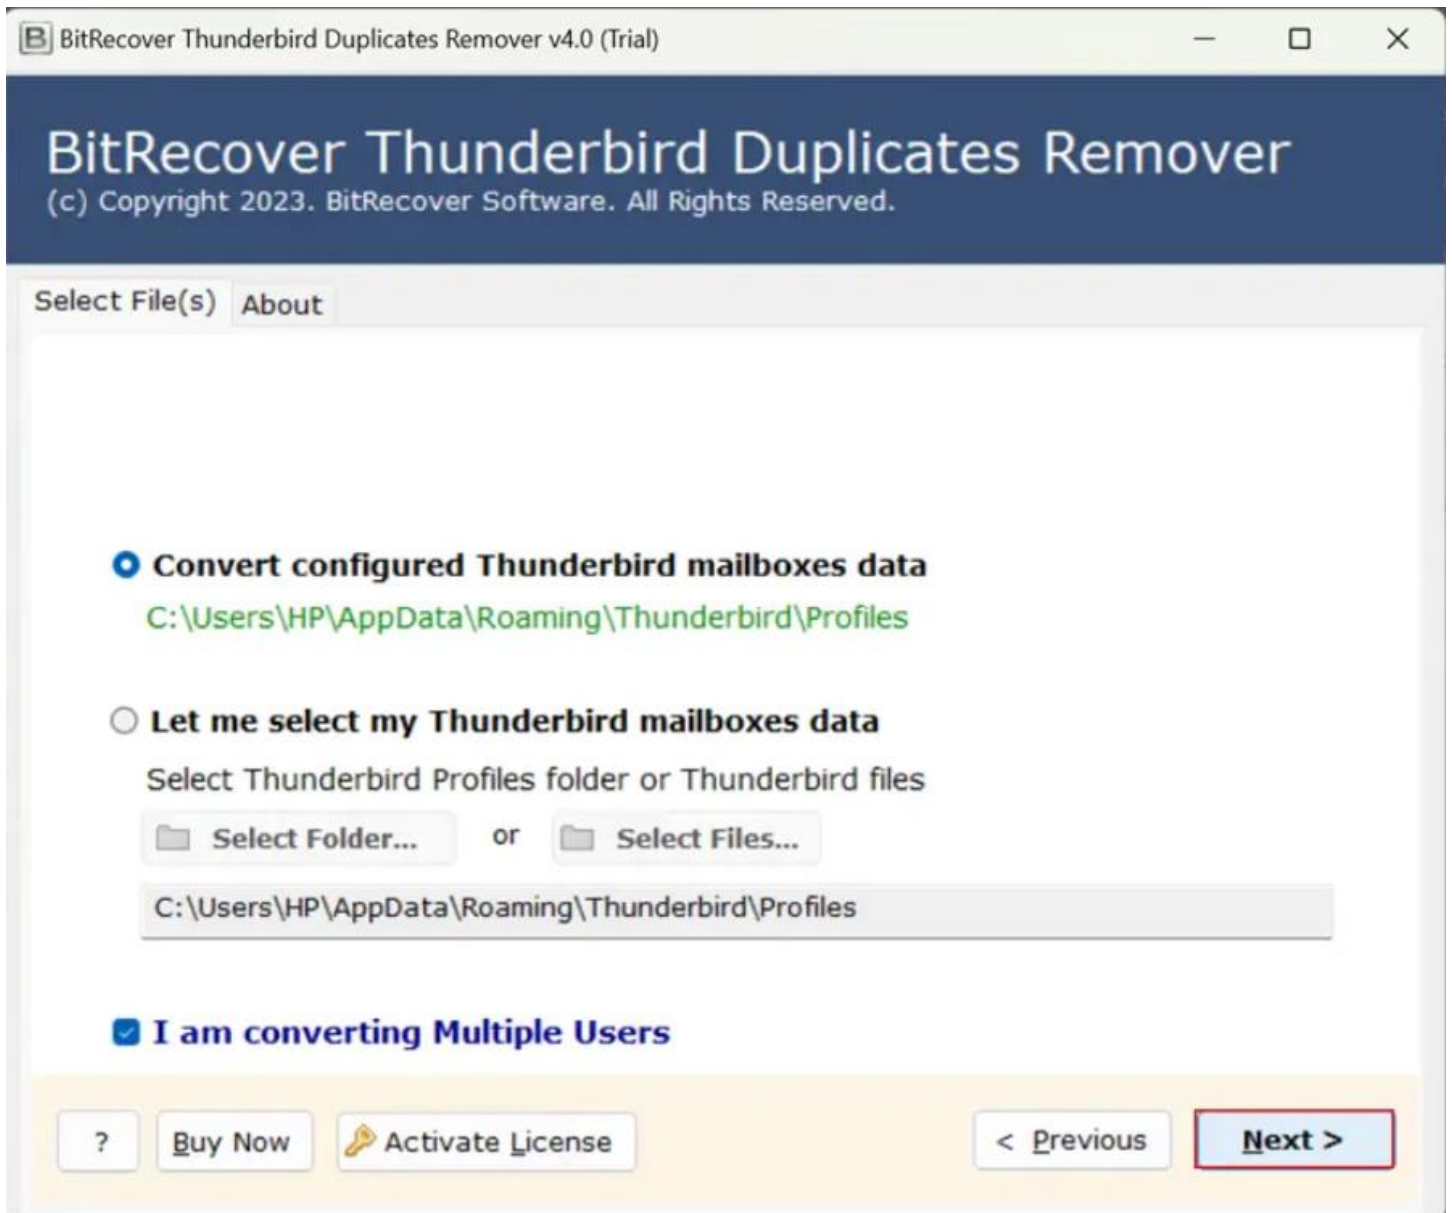 BitRecover Thunderbird Duplicates Remover v4.0 (Trial)
BitRecover Thunderbird Duplicates Remover
(c) Copyright 2023. BitRecover Software. All Rights Reserved.
Select File(s) About
Convert configured Thunderbird mailboxes data
C:\Users\HP\AppData\Roaming\Thunderbird\Profiles
Let me select my Thunderbird mailboxes data
Select Thunderbird Profiles folder or Thunderbird files
Select Folder... or Select Files...
C:\Users\HP\AppData\Roaming\Thunderbird\Profiles
I am converting Multiple Users
? Buy Now Activate License < Previous Next >